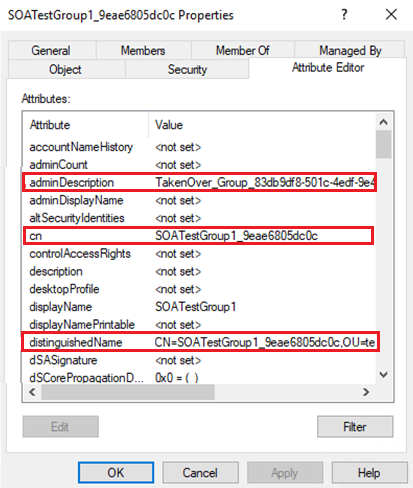 SOATestGroup1_9eae6805dc0c Properties
?
General Members Member Of Managed By
Object Security Attribute Editor
Attributes:
Attribute Value
accountNameHistory <not set>
adminCount <not set>
adminDescription TakenOver_Group_83db9df8-501c-4edf-9e4
adminDisplayName <not set>
altSecurityIdentities <not set>
cn SOATestGroup1_9eae6805dc0c
controlAccessRights <not set>
description <not set>
desktopProfile <not set>
displayName SOATestGroup1
displayNamePrintable <not set>
distinguishedName CN=SOATestGroup1_9eae6805dc0c,OU=te
dSASignature <not set>
dSCorePropagationD... 0x0 = ( )
Edit Filter
OK Cancel Apply Help